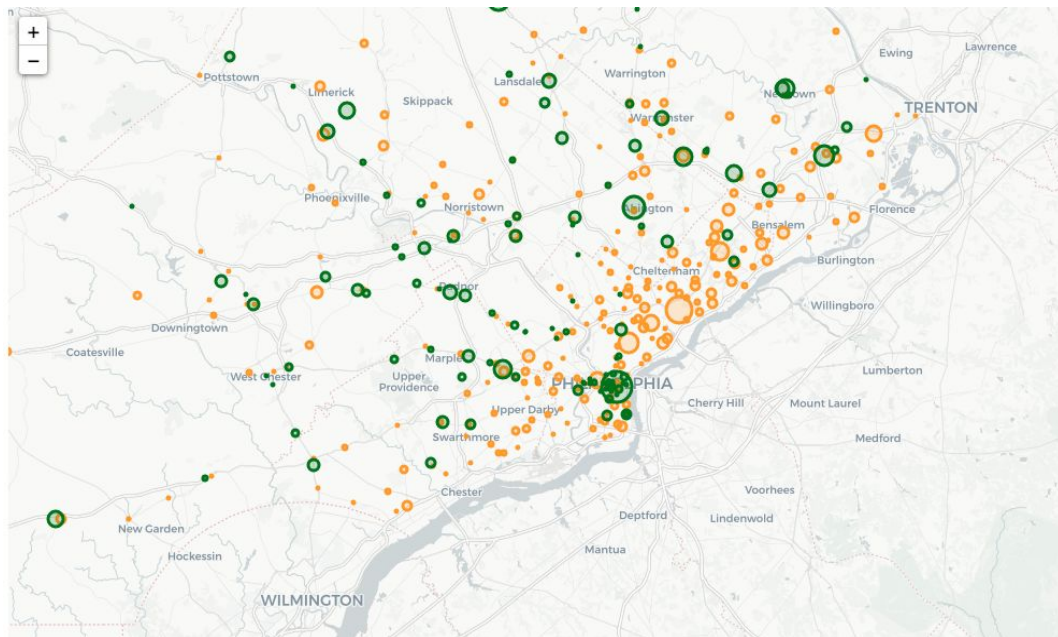 +
−
Ewing
Lawrence
Pottstown
Limerick
Lansdale
Warrington
Skippack
Warminster
TRENTON
Phoenixville
Norristown
Abington
Florence
Bensalem
Burlington
Cheltenham
Willingboro
Radnor
Downingtown
Coatesville
Marple
Lumberton
West Chester
Upper
Providence
PHILADELPHIA
Cherry Hill
Mount Laurel
Upper Darby
Swarthmore
Medford
Chester
Voorhees
Deptford
Lindenwold
New Garden
Hockessin
Mantua
WILMINGTON